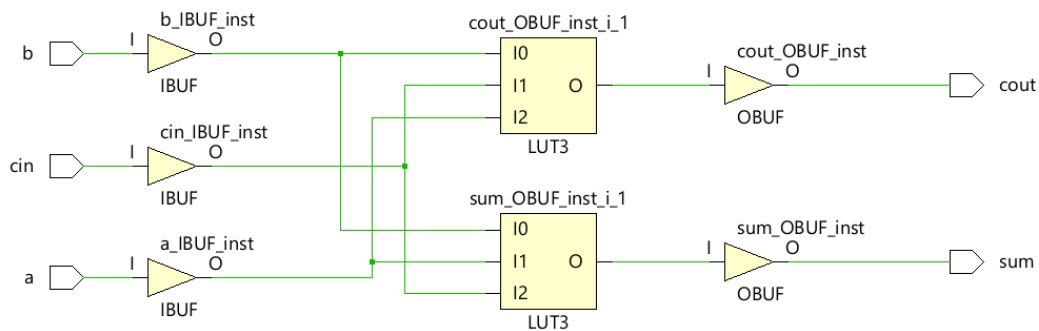 b_IBUF_inst
b
I
O
IBUF
cin_IBUF_inst
cin
I
O
IBUF
a_IBUF_inst
a
I
O
IBUF
cout_OBUF_inst_i_1
I0
I1
I2
O
LUT3
sum_OBUF_inst_i_1
I0
I1
I2
O
LUT3
cout_OBUF_inst
I
O
OBUF
cout
sum_OBUF_inst
I
O
OBUF
sum